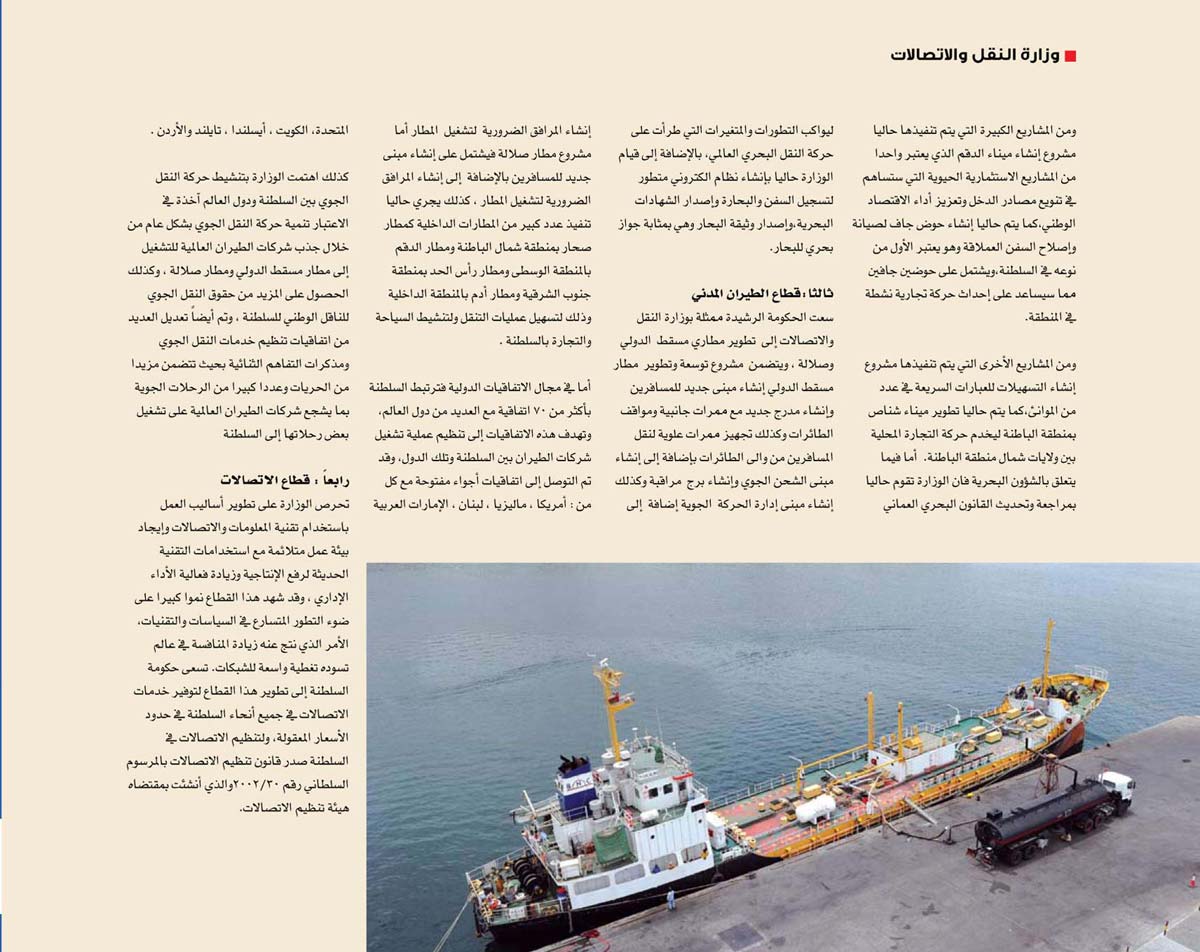 وزارة النقل والاتصالات
ومن المشاريع الكبيرة التي يتم تنفيذها حاليا
مشروع إنشاء ميناء الدقم الذي يعتبر واحدا
من المشاريع الاستثمارية الحيوية التي ستساهم
في تنويع مصادر الدخل وتعزيز أداء الاقتصاد
الوطني،كما يتم حاليا إنشاء حوض جاف لصيانة
وإصلاح السفن العملاقة وهو يعتبر الأول من
نوعه في السلطنة،ويشتمل على حوضين جافين
مما سيساعد على إحداث حركة تجارية نشطة
في المنطقة.
ومن المشاريع الأخرى التي يتم تنفيذها مشروع
إنشاء التسهيلات للعبارات السريعة في عدد
من الموانئ،كما يتم حاليا تطوير ميناء شناص
بمنطقة الباطنة ليخدم حركة التجارة المحلية
بين ولايات شمال منطقة الباطنة. أما فيما
يتعلق بالشؤون البحرية فان الوزارة تقوم حاليا
بمراجعة وتحديث القانون البحري العماني
ليواكب التطورات والمتغيرات التي طرأت على
حركة النقل البحري العالمي، بالإضافة إلى قيام
الوزارة حاليا بإنشاء نظام الكتروني متطور
لتسجيل السفن والبحارة وإصدار الشهادات
البحرية،وإصدار وثيقة البحار وهي بمثابة جواز
بحري للبحار.
ثالثا: قطاع الطيران المدني
سعت الحكومة الرشيدة ممثلة بوزارة النقل
والاتصالات إلى تطوير مطاري مسقط الدولي
وصلالة ، ويتضمن مشروع توسعة وتطوير مطار
مسقط الدولي إنشاء مبنى جديد للمسافرين
وإنشاء مدرج جديد مع ممرات جانبية ومواقف
الطائرات وكذلك تجهيز ممرات علوية لنقل
المسافرين من والى الطائرات بإضافة إلى إنشاء
مبنى الشحن الجوي وإنشاء برج مراقبة وكذلك
إنشاء مبنى إدارة الحركة الجوية إضافة إلى
إنشاء المرافق الضرورية لتشغيل المطار أما
مشروع مطار صلالة فيشتمل على إنشاء مبنى
جديد للمسافرين بالإضافة إلى إنشاء المرافق
الضرورية لتشغيل المطار ، كذلك يجري حاليا
تنفيذ عدد كبير من المطارات الداخلية كمطار
صحار بمنطقة شمال الباطنة ومطار الدقم
بالمنطقة الوسطى ومطار رأس الحد بمنطقة
جنوب الشرقية ومطار أدم بالمنطقة الداخلية
وذلك لتسهيل عمليات التنقل ولتنشيط السياحة
والتجارة بالسلطنة .
أما في مجال الاتفاقيات الدولية فترتبط السلطنة
بأكثر من ٧٠ اتفاقية مع العديد من دول العالم،
وتهدف هذه الاتفاقيات إلى تنظيم عملية تشغيل
شركات الطيران بين السلطنة وتلك الدول، وقد
تم التوصل إلى اتفاقيات أجواء مفتوحة مع كل
من : أمريكا ، ماليزيا ، لبنان ، الإمارات العربية
المتحدة، الكويت ، أيسلندا ، تايلند والأردن .
كذلك اهتمت الوزارة بتنشيط حركة النقل
الجوي بين السلطنة ودول العالم آخذة في
الاعتبار تنمية حركة النقل الجوي بشكل عام من
خلال جذب شركات الطيران العالمية للتشغيل
إلى مطار مسقط الدولي ومطار صلالة ، وكذلك
الحصول على المزيد من حقوق النقل الجوي
للناقل الوطني للسلطنة ، وتم أيضاً تعديل العديد
من اتفاقيات تنظيم خدمات النقل الجوي
ومذكرات التفاهم الثنائية بحيث تتضمن مزيدا
من الحريات وعددا كبيرا من الرحلات الجوية
بما يشجع شركات الطيران العالمية على تشغيل
بعض رحلاتها إلى السلطنة
رابعاً : قطاع الاتصالات
تحرص الوزارة على تطوير أساليب العمل
باستخدام تقنية المعلومات والاتصالات وإيجاد
بيئة عمل متلائمة مع استخدامات التقنية
الحديثة لرفع الإنتاجية وزيادة فعالية الأداء
الإداري ، وقد شهد هذا القطاع نموا كبيرا على
ضوء التطور المتسارع في السياسات والتقنيات،
الأمر الذي نتج عنه زيادة المنافسة في عالم
تسوده تغطية واسعة للشبكات. تسعى حكومة
السلطنة إلى تطوير هذا القطاع لتوفير خدمات
الاتصالات في جميع أنحاء السلطنة في حدود
الأسعار المعقولة، ولتنظيم الاتصالات في
السلطنة صدر قانون تنظيم الاتصالات بالمرسوم
السلطاني رقم ٢٠٠٢/٣٠والذي أنشئت بمقتضاه
هيئة تنظيم الاتصالات.